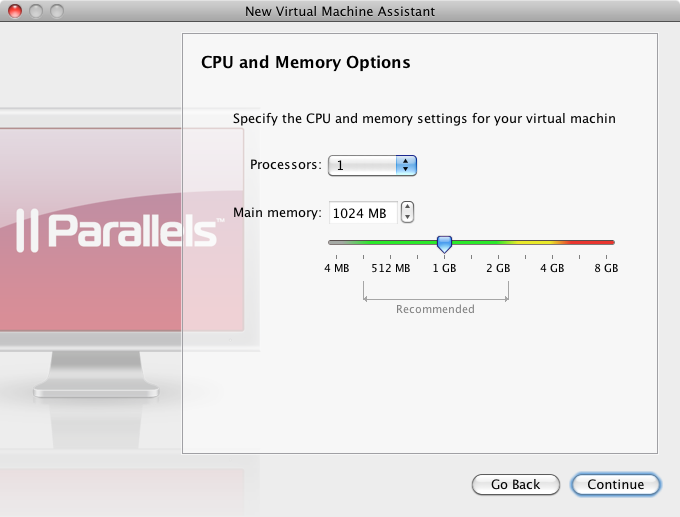 New Virtual Machine Assistant
CPU and Memory Options
Specify the CPU and memory settings for your virtual machin
Processors: 1
Main memory: 1024 MB
Parallels™
4 MB 512 MB 1 GB 2 GB 4 GB 8 GB
Recommended
Go Back Continue